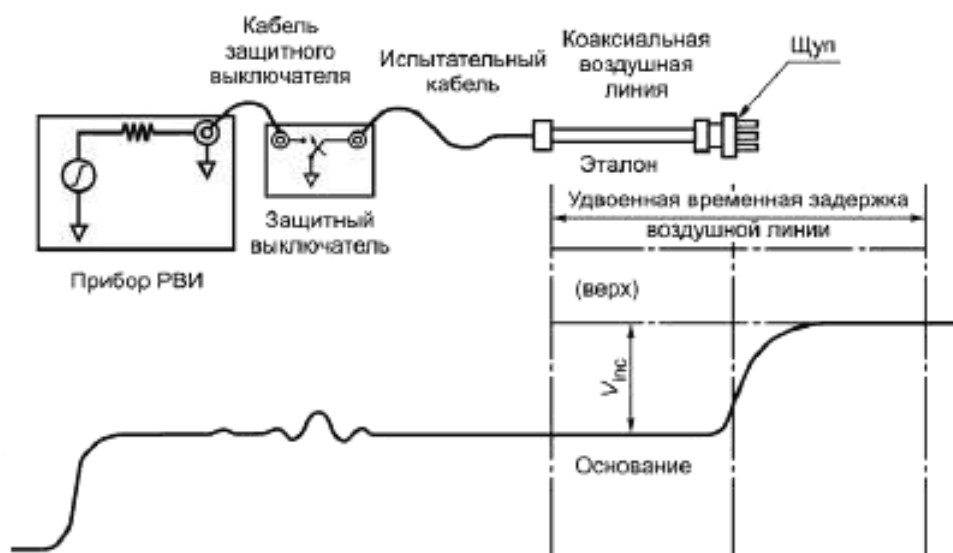 Кабель
защитного
выключателя
Испытательный
кабель
Коаксиальная
воздушная
линия
Щуп
Эталон
Защитный
выключатель
Прибор РВИ
Удвоенная временная задержка
воздушной линии
(верх)
Vinc
Основание